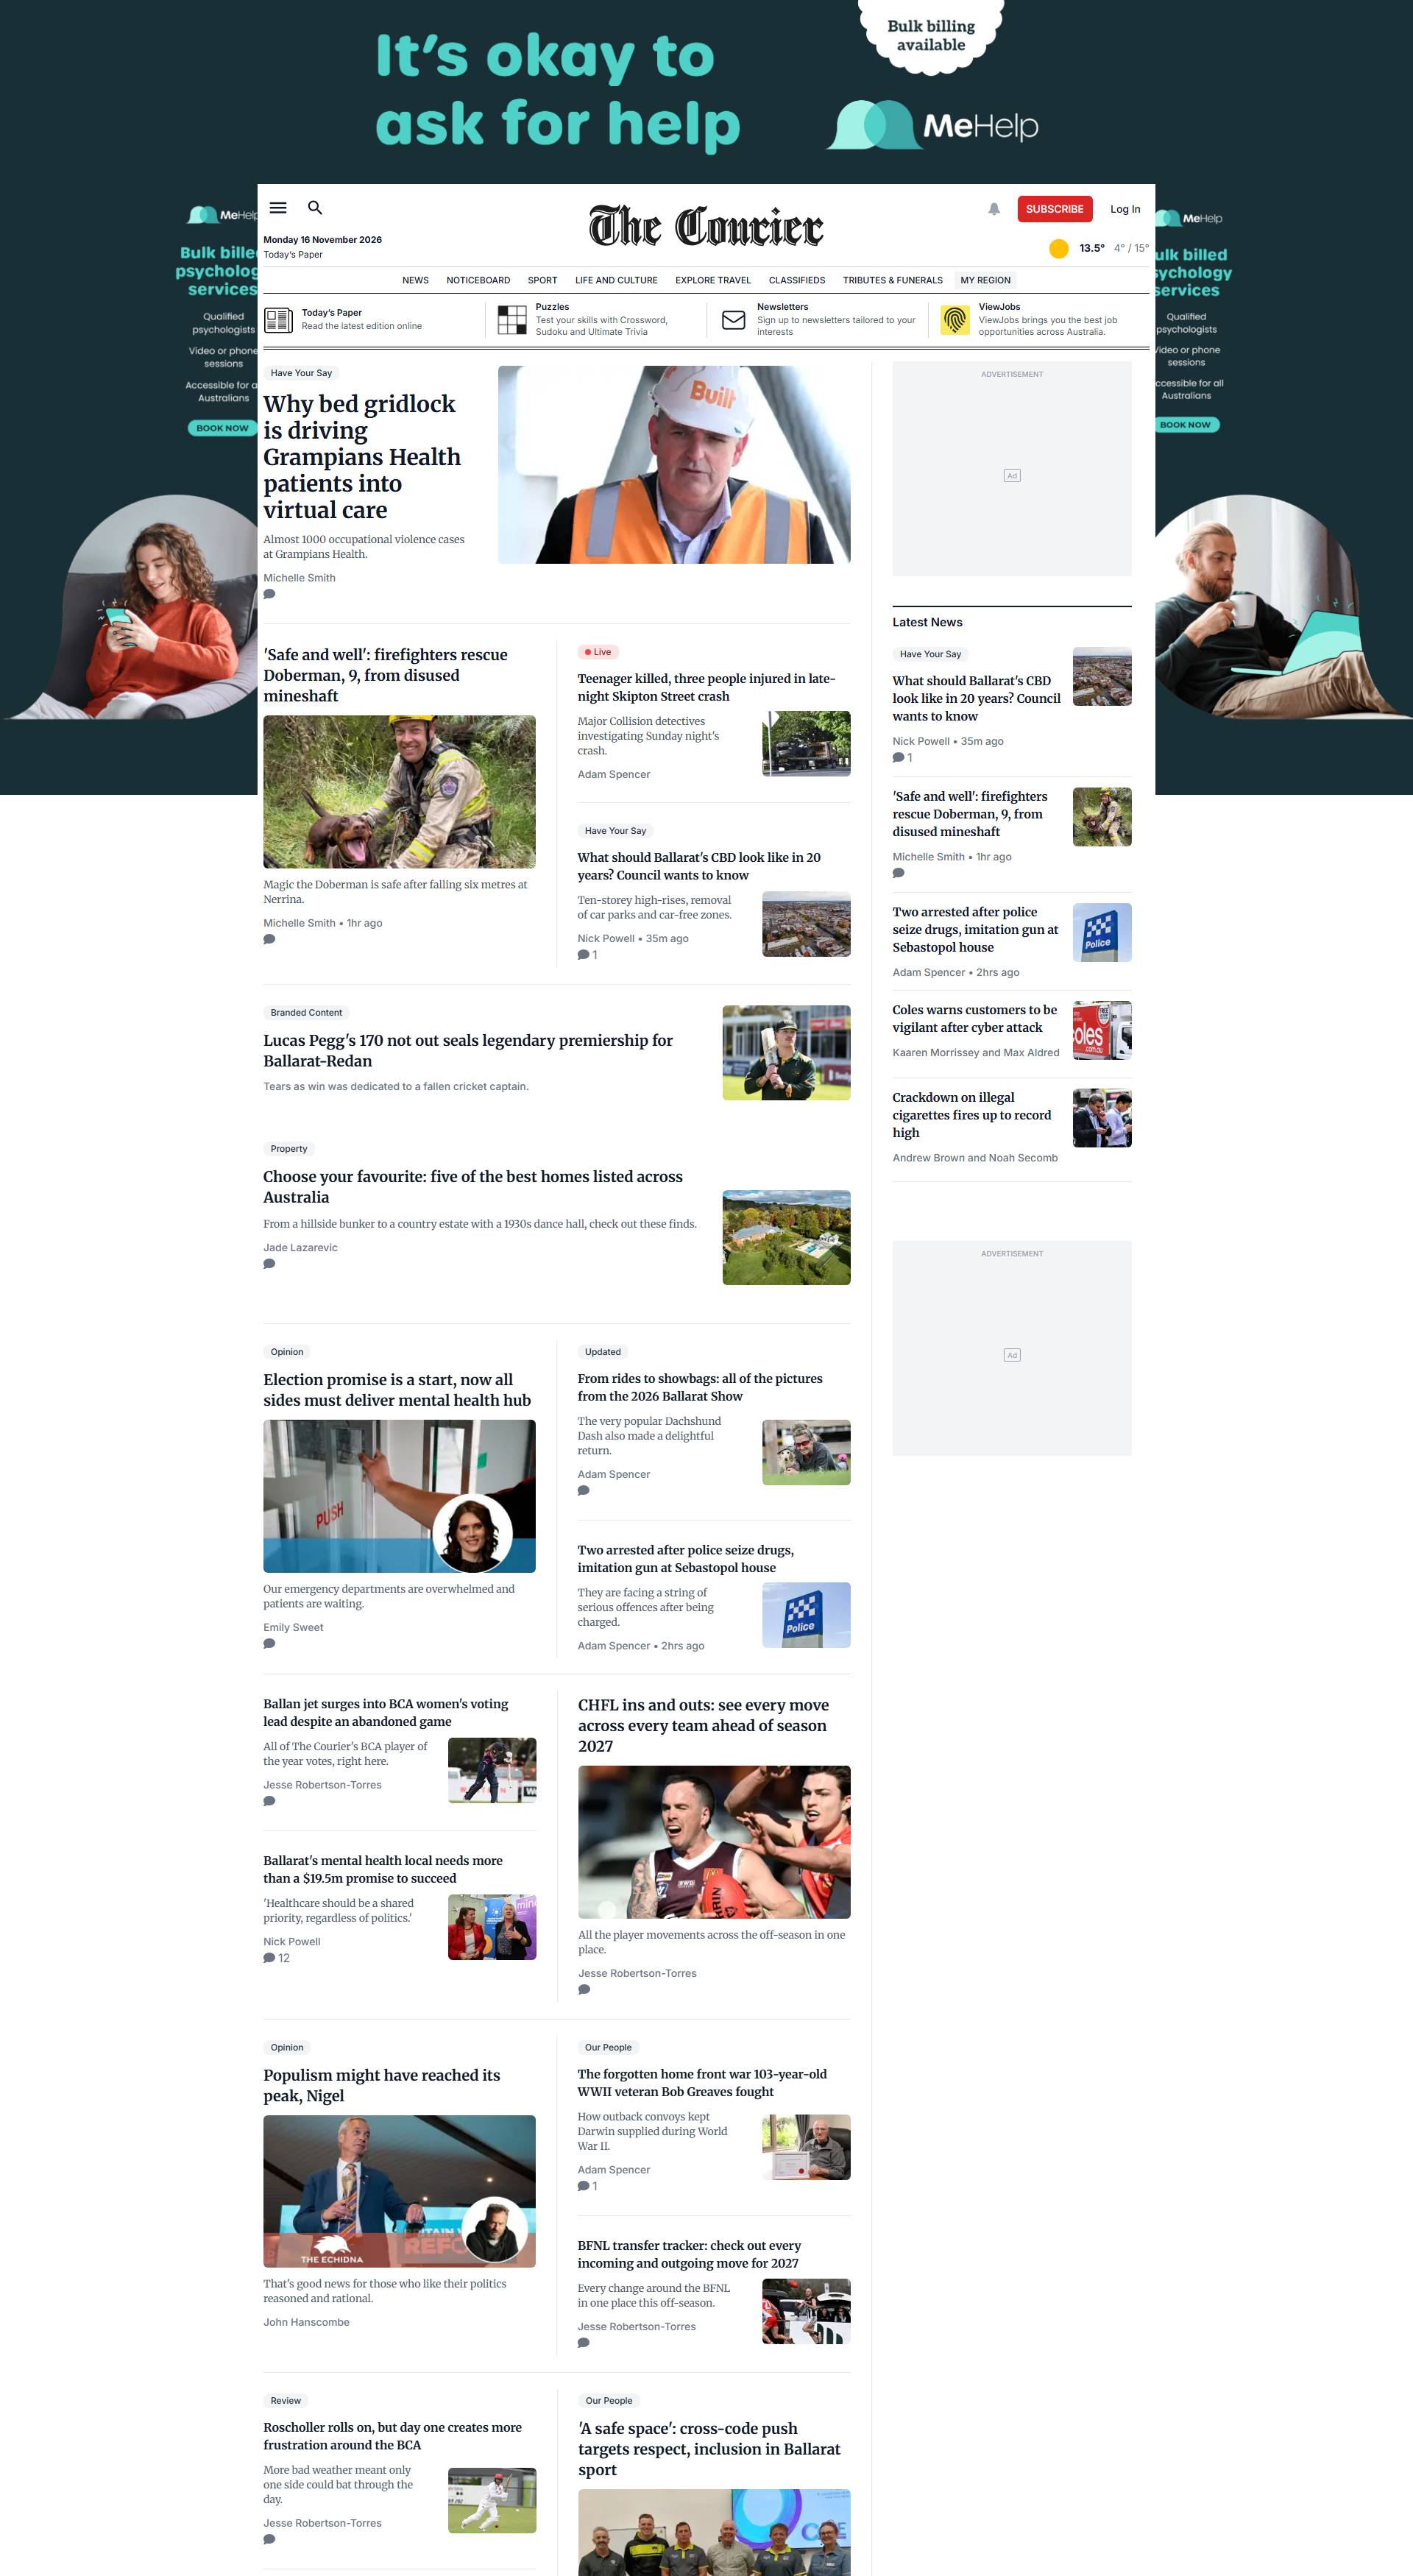 It's okay to
ask for help
Bulk billing
available
MeHelp
SUBSCRIBE
Log In
The Courier
Monday 16 November 2026
Today's Paper
13.5° 4° / 15°
NEWS NOTICEBOARD SPORT LIFE AND CULTURE EXPLORE TRAVEL CLASSIFIEDS TRIBUTES & FUNERALS MY REGION
Today's Paper
Read the latest edition online
Puzzles
Test your skills with Crossword,
Sudoku and Ultimate Trivia
Newsletters
Sign up to newsletters tailored to your
interests
ViewJobs
ViewJobs brings you the best job
opportunities across Australia.
MeHelp
Bulk billed
psychology
services
Qualified
psychologists
Video or phone
sessions
Accessible for a
Australians
BOOK NOW
Have Your Say
Why bed gridlock
is driving
Grampians Health
patients into
virtual care
Almost 1000 occupational violence cases
at Grampians Health.
Michelle Smith
Built
'Safe and well': firefighters rescue
Doberman, 9, from disused
mineshaft
Magic the Doberman is safe after falling six metres at
Nerrina.
Michelle Smith • 1hr ago
Live
Teenager killed, three people injured in late-
night Skipton Street crash
Major Collision detectives
investigating Sunday night's
crash.
Adam Spencer
Have Your Say
What should Ballarat's CBD look like in 20
years? Council wants to know
Ten-storey high-rises, removal
of car parks and car-free zones.
Nick Powell • 35m ago
1
Branded Content
Lucas Pegg's 170 not out seals legendary premiership for
Ballarat-Redan
Tears as win was dedicated to a fallen cricket captain.
Property
Choose your favourite: five of the best homes listed across
Australia
From a hillside bunker to a country estate with a 1930s dance hall, check out these finds.
Jade Lazarevic
Opinion
Election promise is a start, now all
sides must deliver mental health hub
PUSH
Our emergency departments are overwhelmed and
patients are waiting.
Emily Sweet
Updated
From rides to showbags: all of the pictures
from the 2026 Ballarat Show
The very popular Dachshund
Dash also made a delightful
return.
Adam Spencer
Two arrested after police seize drugs,
imitation gun at Sebastopol house
They are facing a string of
serious offences after being
charged.
Adam Spencer • 2hrs ago
Police
Ballan jet surges into BCA women's voting
lead despite an abandoned game
All of The Courier's BCA player of
the year votes, right here.
Jesse Robertson-Torres
Ballarat's mental health local needs more
than a $19.5m promise to succeed
'Healthcare should be a shared
priority, regardless of politics.'
Nick Powell
12
CHFL ins and outs: see every move
across every team ahead of season
2027
All the player movements across the off-season in one
place.
Jesse Robertson-Torres
Opinion
Populism might have reached its
peak, Nigel
THE ECHIDNA
That's good news for those who like their politics
reasoned and rational.
John Hanscombe
Our People
The forgotten home front war 103-year-old
WWII veteran Bob Greaves fought
How outback convoys kept
Darwin supplied during World
War II.
Adam Spencer
1
BFNL transfer tracker: check out every
incoming and outgoing move for 2027
Every change around the BFNL
in one place this off-season.
Jesse Robertson-Torres
Review
Roscholler rolls on, but day one creates more
frustration around the BCA
More bad weather meant only
one side could bat through the
day.
Jesse Robertson-Torres
Our People
'A safe space': cross-code push
targets respect, inclusion in Ballarat
sport
ADVERTISEMENT
Ad
Latest News
Have Your Say
What should Ballarat's CBD
look like in 20 years? Council
wants to know
Nick Powell • 35m ago
1
'Safe and well': firefighters
rescue Doberman, 9, from
disused mineshaft
Michelle Smith • 1hr ago
Two arrested after police
seize drugs, imitation gun at
Sebastopol house
Adam Spencer • 2hrs ago
Police
Coles warns customers to be
vigilant after cyber attack
Kaaren Morrissey and Max Aldred
coles
Crackdown on illegal
cigarettes fires up to record
high
Andrew Brown and Noah Secomb
ADVERTISEMENT
Ad
MeHelp
ulk billed
sychology
services
Qualified
psychologists
Video or phone
sessions
ccessible for all
Australians
BOOK NOW